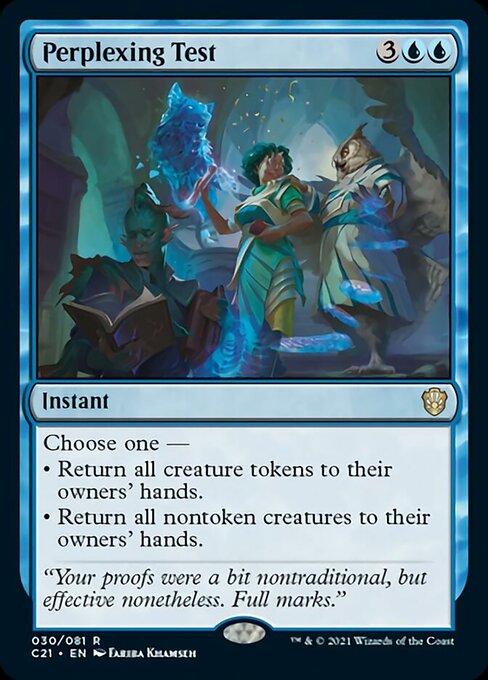 Perplexing Test 3
Instant
Choose one —
• Return all creature tokens to their
owners' hands.
• Return all nontoken creatures to their
owners' hands.
"Your proofs were a bit nontraditional, but
effective nonetheless. Full marks."
030/081 R
C21 • EN Fariba Khamseh
™ & © 2021 Wizards of the Coast